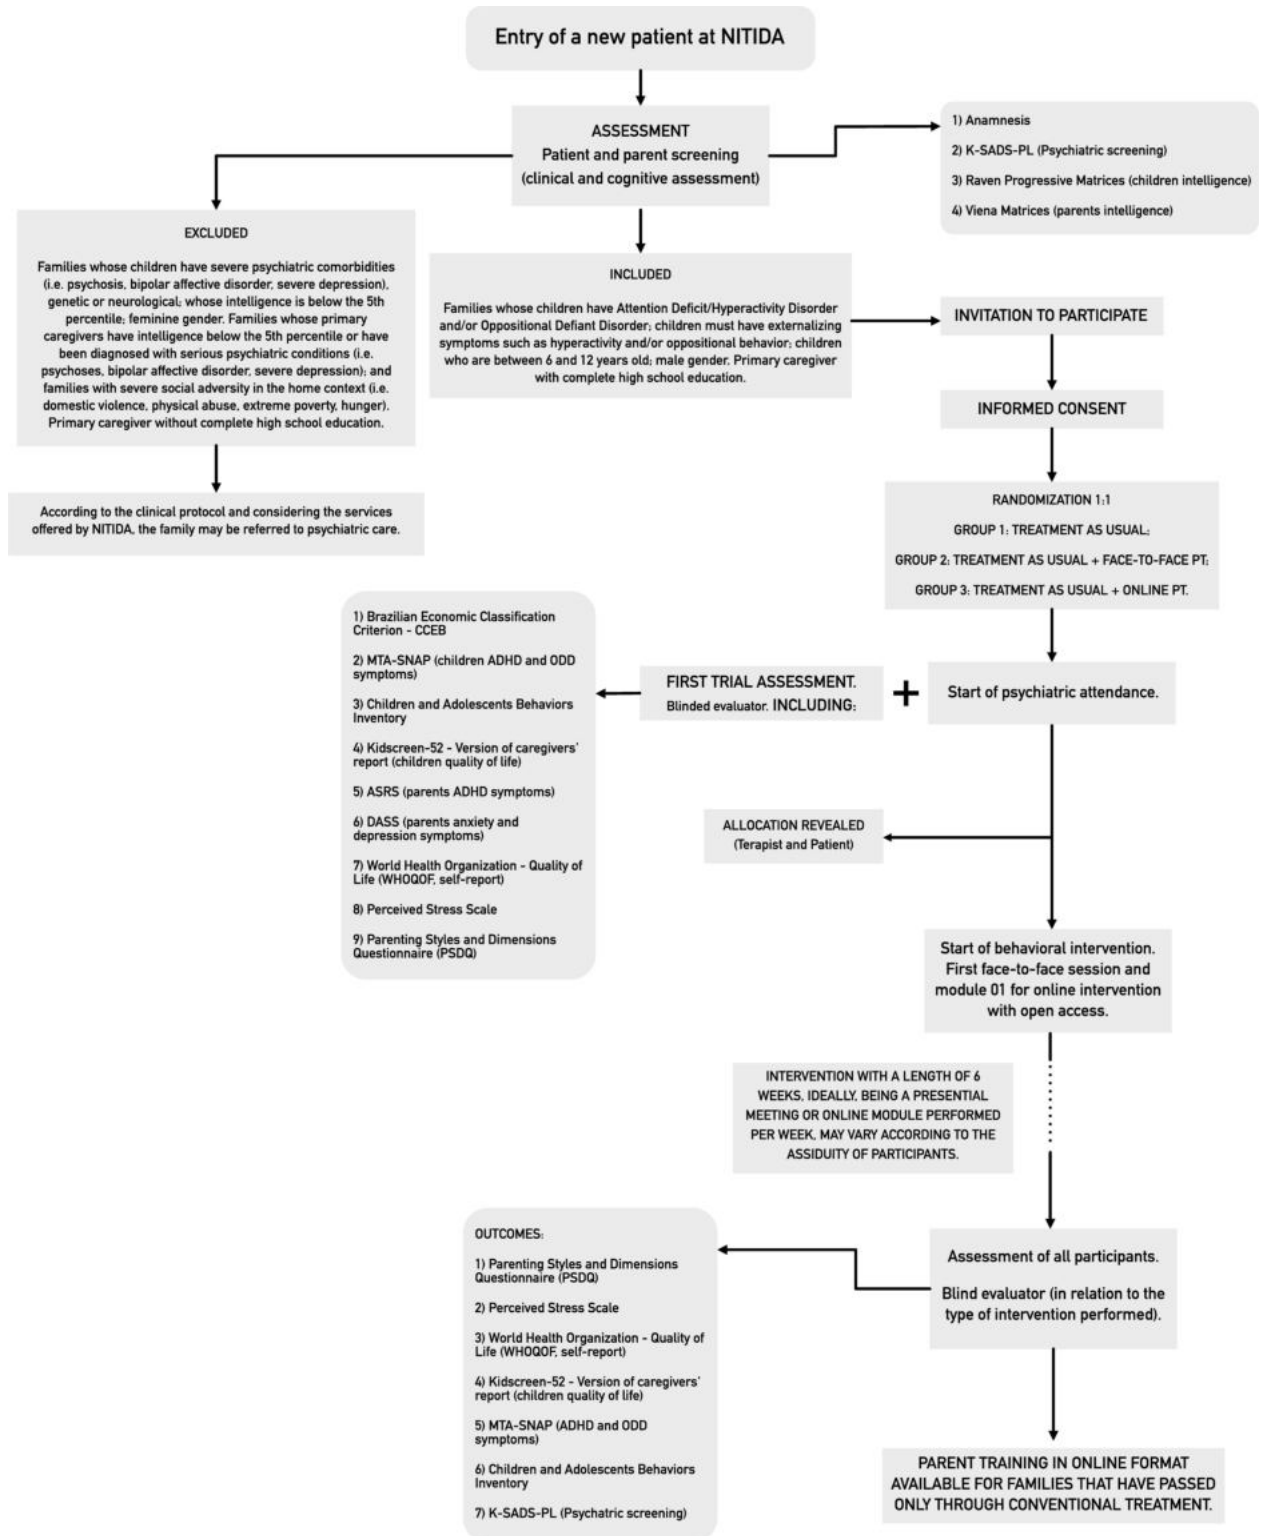 Entry of a new patient at NITIDA
ASSESSMENT
Patient and parent screening
(clinical and cognitive assessment)
1) Anamnesis
2) K-SADS-PL (Psychiatric screening)
3) Raven Progressive Matrices (children intelligence)
4) Viena Matrices (parents intelligence)
EXCLUDED
Families whose children have severe psychiatric comorbidities
(i.e. psychosis, bipolar affective disorder, severe depression),
genetic or neurological; whose intelligence is below the 5th
percentile; feminine gender. Families whose primary
caregivers have intelligence below the 5th percentile or have
been diagnosed with serious psychiatric conditions (i.e.
psychoses, bipolar affective disorder, severe depression); and
families with severe social adversity in the home context (i.e.
domestic violence, physical abuse, extreme poverty, hunger).
Primary caregiver without complete high school education.
INCLUDED
Families whose children have Attention Deficit/Hyperactivity Disorder
and/or Oppositional Defiant Disorder; children must have externalizing
symptoms such as hyperactivity and/or oppositional behavior; children
who are between 6 and 12 years old; male gender. Primary caregiver
with complete high school education.
INVITATION TO PARTICIPATE
INFORMED CONSENT
According to the clinical protocol and considering the services
offered by NITIDA, the family may be referred to psychiatric care.
RANDOMIZATION 1:1
GROUP 1: TREATMENT AS USUAL;
GROUP 2: TREATMENT AS USUAL + FACE-TO-FACE PT;
GROUP 3: TREATMENT AS USUAL + ONLINE PT.
FIRST TRIAL ASSESSMENT.
Blinded evaluator. INCLUDING:
+
Start of psychiatric attendance.
1) Brazilian Economic Classification
Criterion - CCEB
2) MTA-SNAP (children ADHD and ODD
symptoms)
3) Children and Adolescents Behaviors
Inventory
4) Kidscreen-52 - Version of caregivers'
report (children quality of life)
5) ASRS (parents ADHD symptoms)
6) DASS (parents anxiety and
depression symptoms)
7) World Health Organization - Quality of
Life (WHOQOF, self-report)
8) Perceived Stress Scale
9) Parenting Styles and Dimensions
Questionnaire (PSDQ)
ALLOCATION REVEALED
(Terapist and Patient)
Start of behavioral intervention.
First face-to-face session and
module 01 for online intervention
with open access.
INTERVENTION WITH A LENGTH OF 6
WEEKS, IDEALLY, BEING A PRESENTIAL
MEETING OR ONLINE MODULE PERFORMED
PER WEEK, MAY VARY ACCORDING TO THE
ASSIDUITY OF PARTICIPANTS.
Assessment of all participants.
Blind evaluator (in relation to the
type of intervention performed).
OUTCOMES:
1) Parenting Styles and Dimensions
Questionnaire (PSDQ)
2) Perceived Stress Scale
3) World Health Organization - Quality of
Life (WHOQOF, self-report)
4) Kidscreen-52 - Version of caregivers'
report (children quality of life)
5) MTA-SNAP (ADHD and ODD
symptoms)
6) Children and Adolescents Behaviors
Inventory
7) K-SADS-PL (Psychatric screening)
PARENT TRAINING IN ONLINE FORMAT
AVAILABLE FOR FAMILIES THAT HAVE PASSED
ONLY THROUGH CONVENTIONAL TREATMENT.